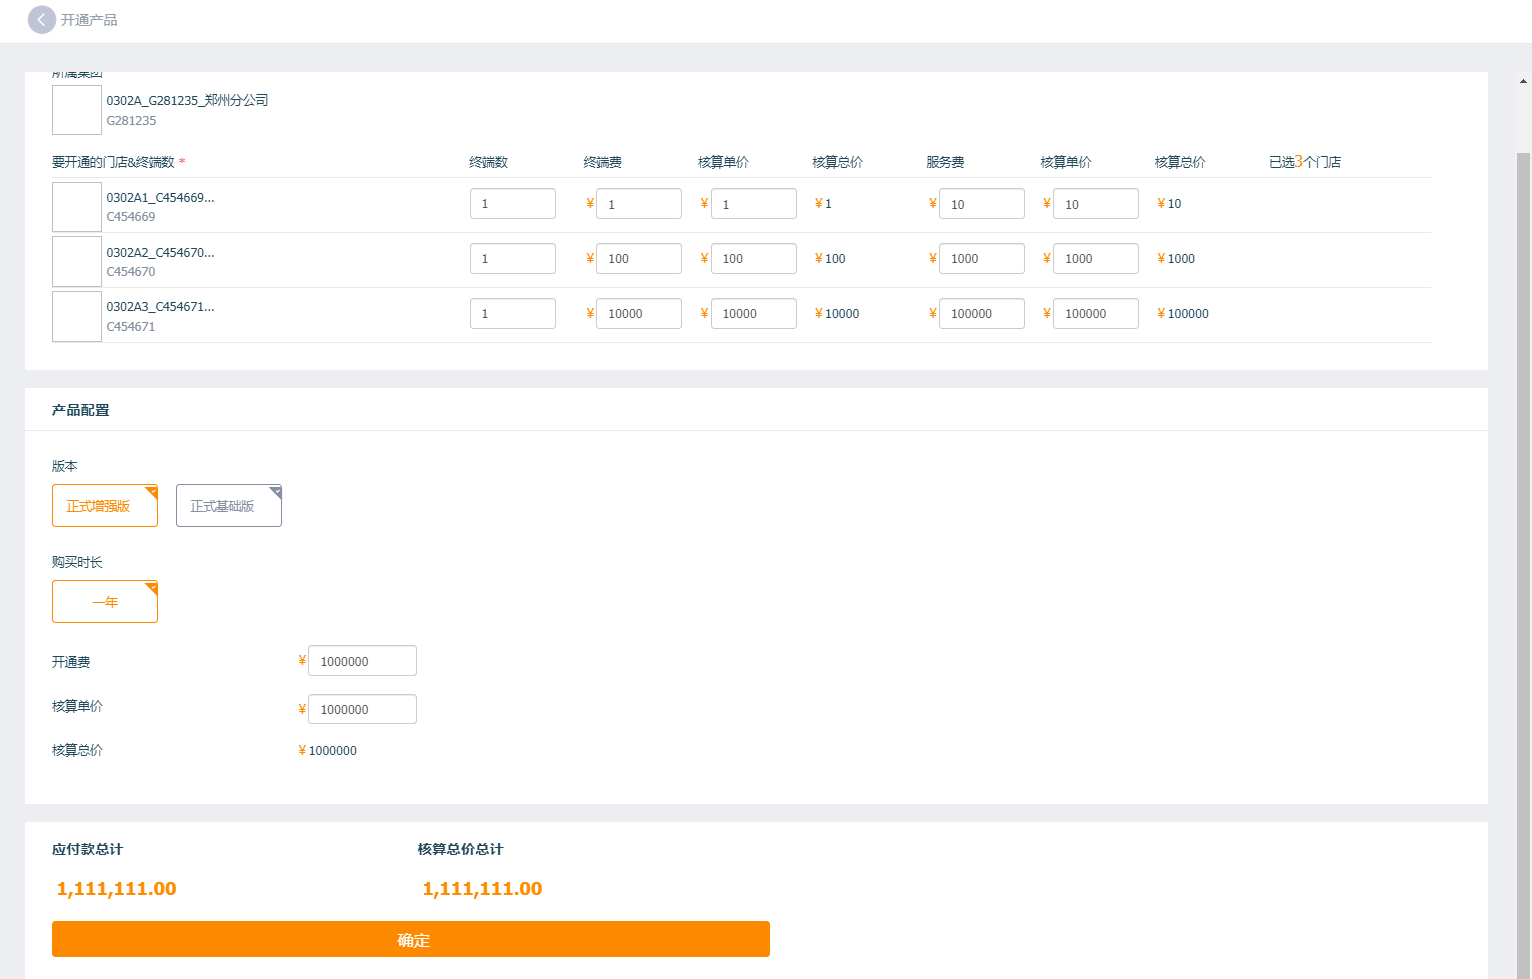 开通产品
所属集团
0302A_G281235_郑州分公司
G281235
要开通的门店&终端数 * 终端数 终端费 核算单价 核算总价 服务费 核算单价 核算总价 已选3个门店
0302A1_C454669... 1 ¥ 1 ¥ 1 ¥ 1 ¥ 10 ¥ 10 ¥ 10
C454669
0302A2_C454670... 1 ¥ 100 ¥ 100 ¥ 100 ¥ 1000 ¥ 1000 ¥ 1000
C454670
0302A3_C454671... 1 ¥ 10000 ¥ 10000 ¥ 10000 ¥ 100000 ¥ 100000 ¥ 100000
C454671
产品配置
版本
正式增强版 正式基础版
购买时长
一年
开通费 ¥ 1000000
核算单价 ¥ 1000000
核算总价 ¥ 1000000
应付款总计 核算总价总计
1,111,111.00 1,111,111.00
确定